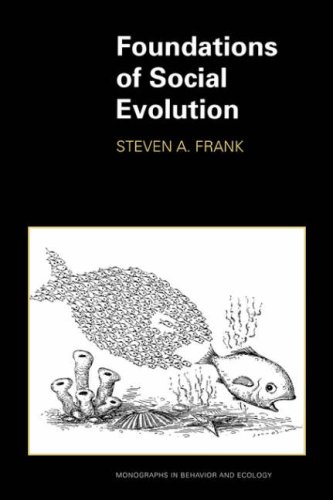 Foundations
of Social
Evolution
STEVEN A. FRANK
MONOGRAPHS IN BEHAVIOR AND ECOLOGY